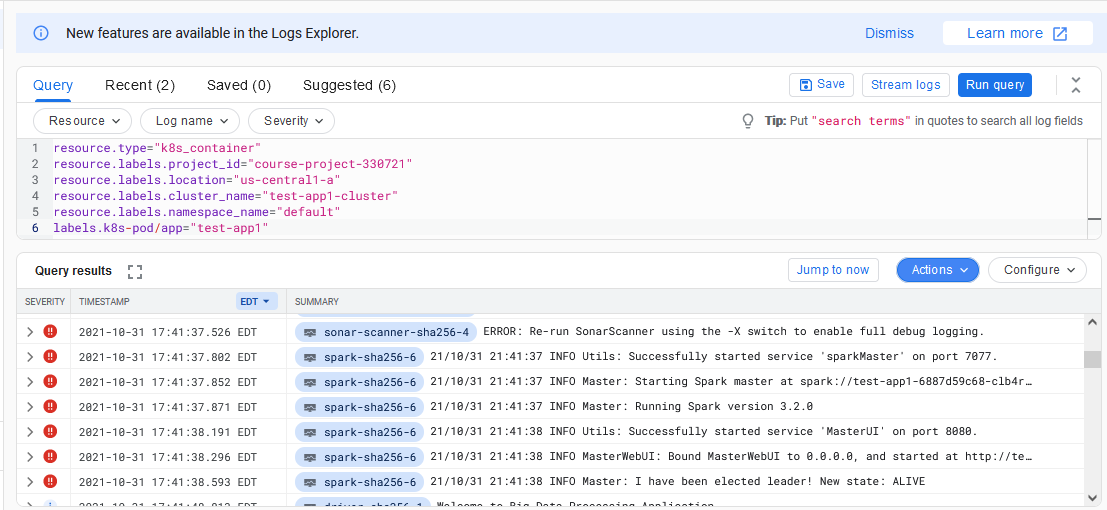 New features are available in the Logs Explorer.
Dismiss
Learn more
Query
Recent (2)
Saved (0)
Suggested (6)
Save
Stream logs
Run query
Resource
Log name
Severity
Tip: Put "search terms" in quotes to search all log fields
1 resource.type="k8s_container"
2 resource.labels.project_id="course-project-330721"
3 resource.labels.location="us-central1-a"
4 resource.labels.cluster_name="test-app1-cluster"
5 resource.labels.namespace_name="default"
6 labels.k8s-pod/app="test-app1"
Query results
Jump to now
Actions
Configure
SEVERITY TIMESTAMP EDT SUMMARY
2021-10-31 17:41:37.526 EDT sonar-scanner-sha256-4 ERROR: Re-run SonarScanner using the -X switch to enable full debug logging.
2021-10-31 17:41:37.802 EDT spark-sha256-6 21/10/31 21:41:37 INFO Utils: Successfully started service 'sparkMaster' on port 7077.
2021-10-31 17:41:37.852 EDT spark-sha256-6 21/10/31 21:41:37 INFO Master: Starting Spark master at spark://test-app1-6887d59c68-clb4r…
2021-10-31 17:41:37.871 EDT spark-sha256-6 21/10/31 21:41:37 INFO Master: Running Spark version 3.2.0
2021-10-31 17:41:38.191 EDT spark-sha256-6 21/10/31 21:41:38 INFO Utils: Successfully started service 'MasterUI' on port 8080.
2021-10-31 17:41:38.296 EDT spark-sha256-6 21/10/31 21:41:38 INFO MasterWebUI: Bound MasterWebUI to 0.0.0.0, and started at http://te…
2021-10-31 17:41:38.593 EDT spark-sha256-6 21/10/31 21:41:38 INFO Master: I have been elected leader! New state: ALIVE
Welcome to Big Data Processing Application